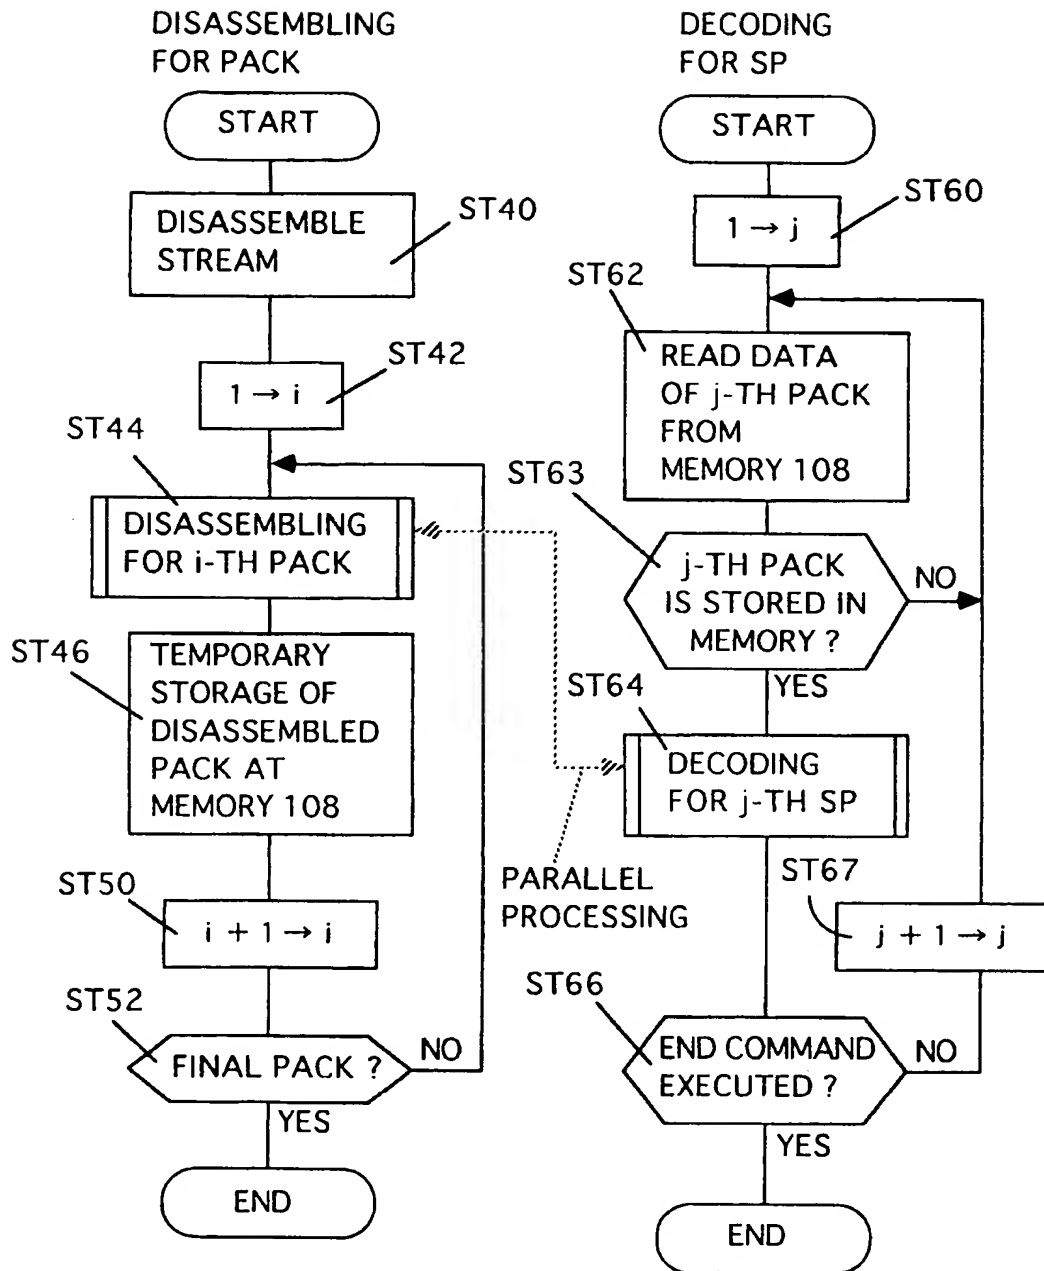 DISASSEMBLING
FOR PACK
START
DISASSEMBLE
STREAM
ST40
1 → i
ST42
ST44
DISASSEMBLING
FOR i-TH PACK
ST46
TEMPORARY
STORAGE OF
DISASSEMBLED
PACK AT
MEMORY 108
ST50
i + 1 → i
ST52
FINAL PACK ?
NO
YES
END
PARALLEL
PROCESSING
DECODING
FOR SP
START
ST60
1 → j
ST62
READ DATA
OF j-TH PACK
FROM
MEMORY 108
ST63
j-TH PACK
IS STORED IN
MEMORY ?
NO
YES
ST64
DECODING
FOR j-TH SP
ST67
j + 1 → j
ST66
END COMMAND
EXECUTED ?
NO
YES
END